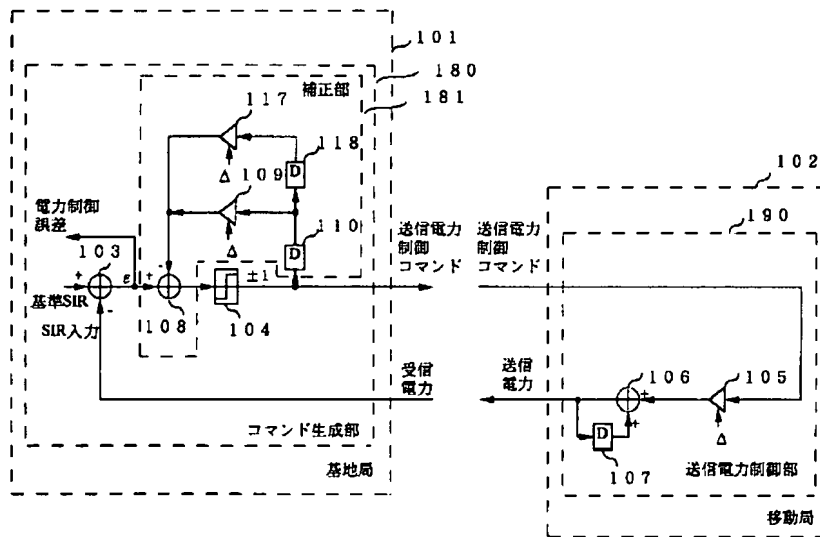 101
180
補正部
181
117
118
D
Δ
109
102
電力制御
誤差
Δ
110
D
送信電力
制御
コマンド
送信電力
制御
コマンド
190
103
+
ε
+
-
±1
基準SIR
-
108
104
SIR入力
受信
電力
送信
電力
106
105
+
+
D
Δ
107
コマンド生成部
送信電力制御部
基地局
移動局